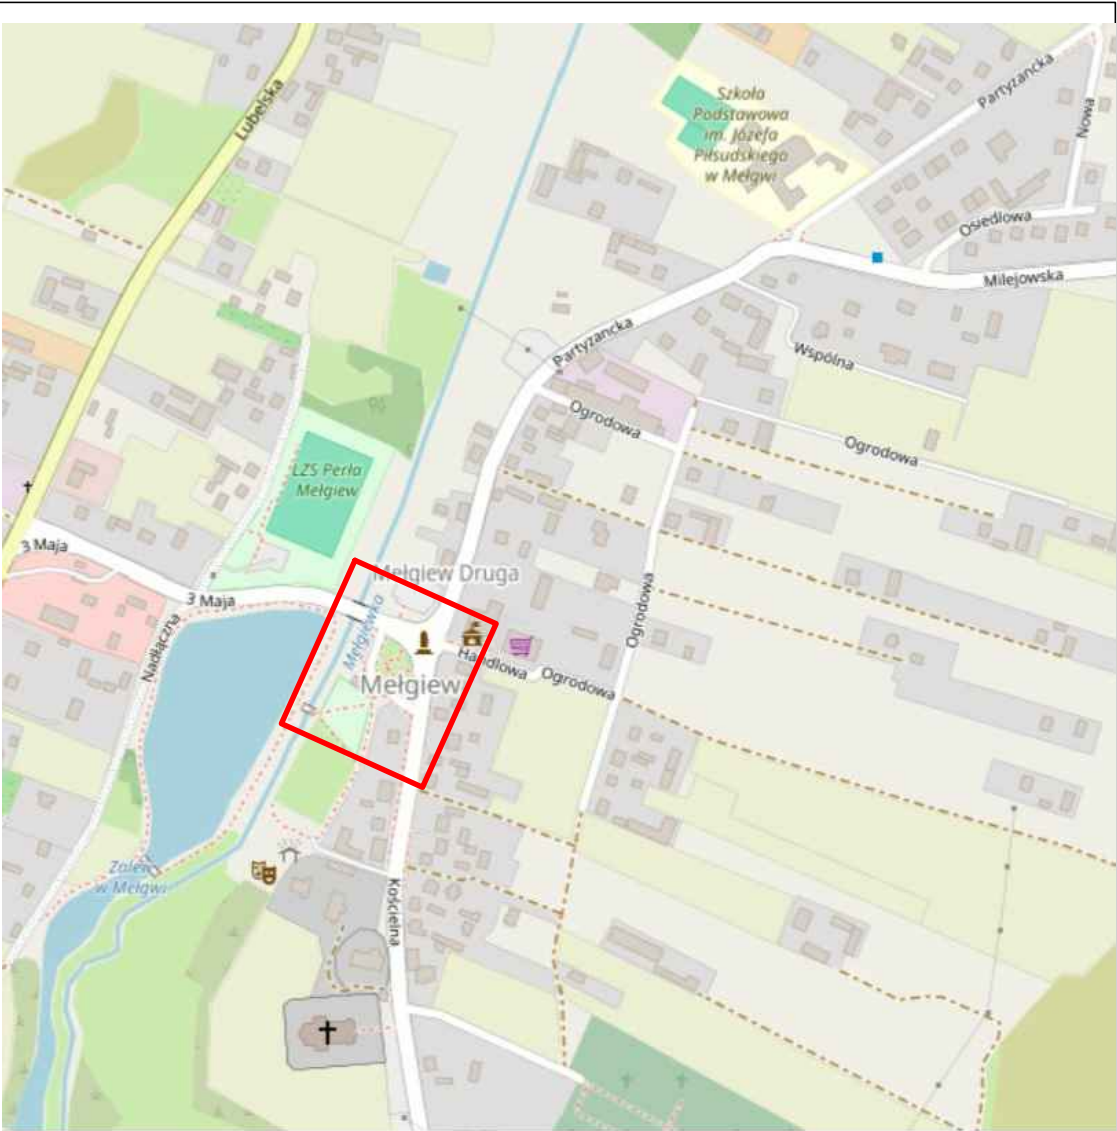 Lubelska
Szkoła
Podstawowa
im. Józefa
Piłsudskiego
w Mełgwi
Partyzancka
Nowa
Osiedlowa
Milejowska
Partyzancka
Wspólna
Ogrodowa
Ogrodowa
LZS Perła
Mełgiew
3 Maja
3 Maja
Mełgiew Druga
Mełgiewka
Nadłączna
Handlowa
Ogrodowa
Ogrodowa
Mełgiew
Zalew
w Mełgwi
Kościelna